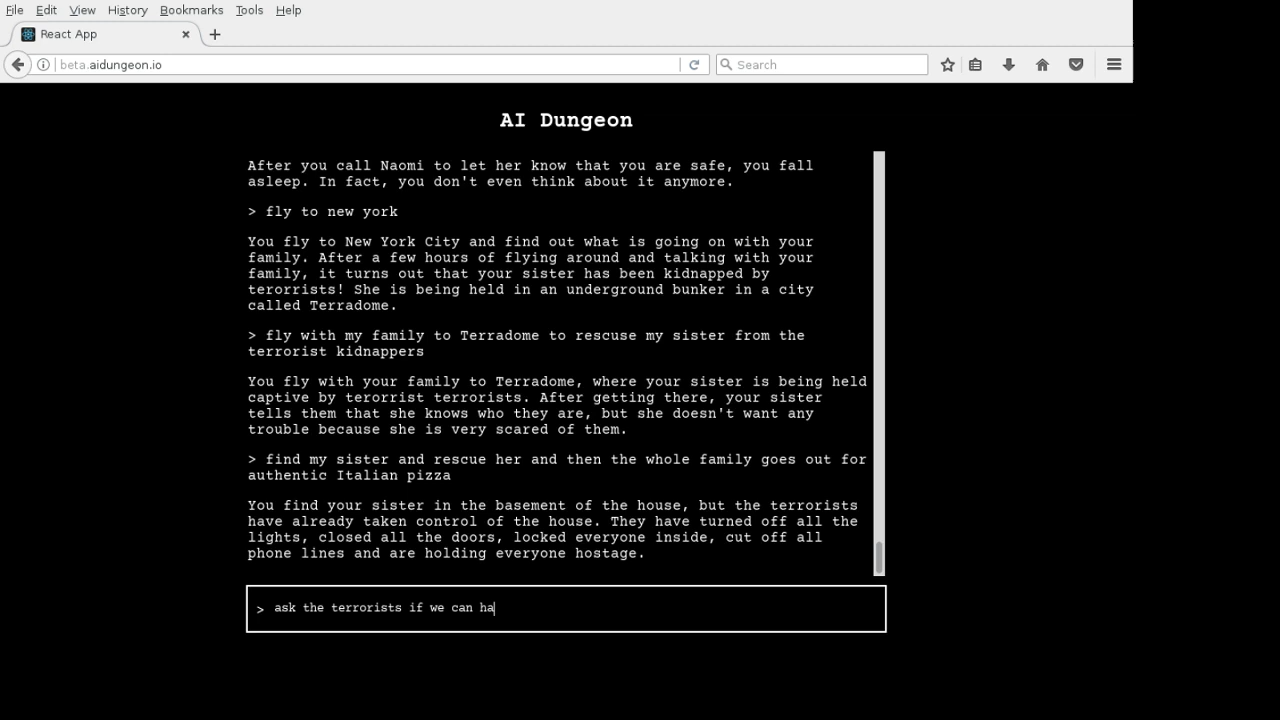 File Edit View History Bookmarks Tools Help
React App
beta.aidungeon.io
Search
AI Dungeon
After you call Naomi to let her know that you are safe, you fall
asleep. In fact, you don't even think about it anymore.
> fly to new york
You fly to New York City and find out what is going on with your
family. After a few hours of flying around and talking with your
family, it turns out that your sister has been kidnapped by
terorrists! She is being held in an underground bunker in a city
called Terradome.
> fly with my family to Terradome to rescuse my sister from the
terrorist kidnappers
You fly with your family to Terradome, where your sister is being held
captive by terorrist terrorists. After getting there, your sister
tells them that she knows who they are, but she doesn't want any
trouble because she is very scared of them.
> find my sister and rescue her and then the whole family goes out for
authentic Italian pizza
You find your sister in the basement of the house, but the terrorists
have already taken control of the house. They have turned off all the
lights, closed all the doors, locked everyone inside, cut off all
phone lines and are holding everyone hostage.
> ask the terrorists if we can ha